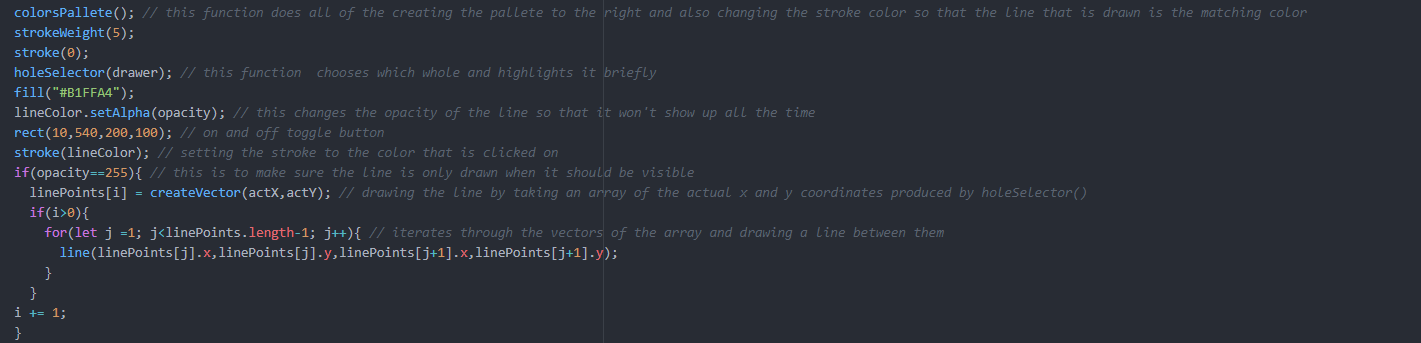 colorsPallete(); // this function does all of the creating the pallete to the right and also changing the stroke color so that the line that is drawn is the matching color
strokeWeight(5);
stroke(0);
holeSelector(drawer); // this function  chooses which whole and highlights it briefly
fill("#B1FFA4");
lineColor.setAlpha(opacity); // this changes the opacity of the line so that it won't show up all the time
rect(10,540,200,100); // on and off toggle button
stroke(lineColor); // setting the stroke to the color that is clicked on
if(opacity==255){ // this is to make sure the line is only drawn when it should be visible
  linePoints[i] = createVector(actX,actY); // drawing the line by taking an array of the actual x and y coordinates produced by holeSelector()
  if(i>0){
    for(let j =1; j<linePoints.length-1; j++){ // iterates through the vectors of the array and drawing a line between them
      line(linePoints[j].x,linePoints[j].y,linePoints[j+1].x,linePoints[j+1].y);
    }
  }
i += 1;
}